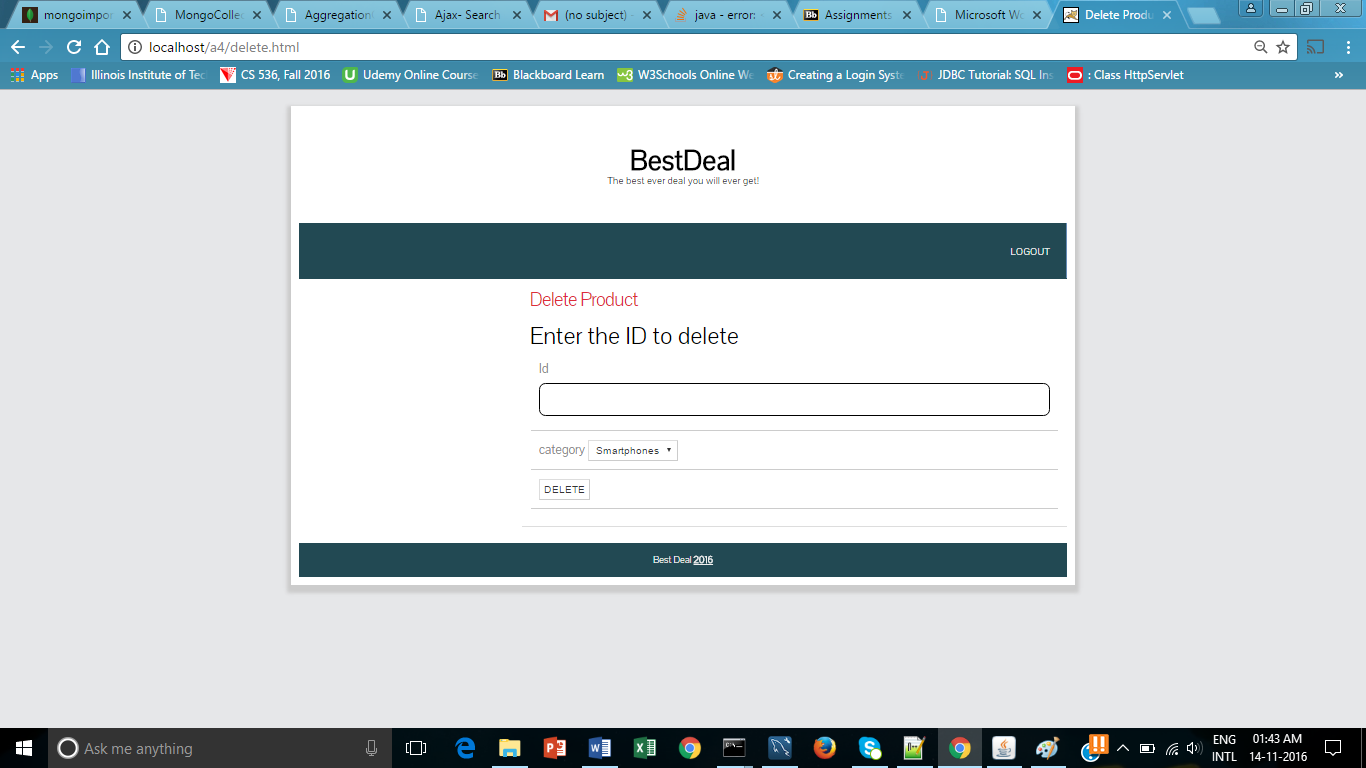 mongoimpor
MongoCollec
Aggregation
Ajax- Search
(no subject) -
java - error:
Bb Assignments
Microsoft Wo
Delete Produ
localhost/a4/delete.html
Apps
Illinois Institute of Tec
CS 536, Fall 2016
U Udemy Online Course
Bb Blackboard Learn
W3Schools Online We
Creating a Login Syste
JDBC Tutorial: SQL Ins
: Class HttpServlet
»
BestDeal
The best ever deal you will ever get!
LOGOUT
Delete Product
Enter the ID to delete
Id
category Smartphones
DELETE
Best Deal 2016
Ask me anything
ENG 01:43 AM
INTL 14-11-2016